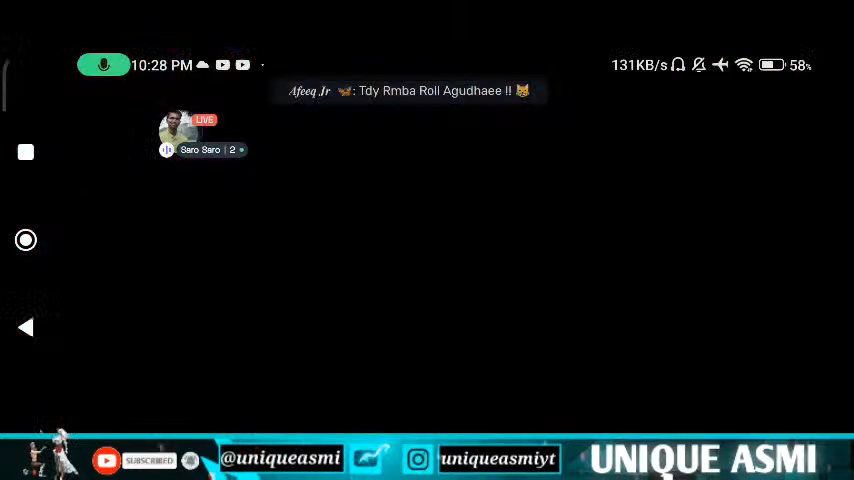 10:28 PM
131KB/s
58%
Afeeq Jr 🦋: Tdy Rmba Roll Agudhaee !! 😹
LIVE
Saro Saro | 2
SUBSCRIBED
@uniqueasmi
uniqueasmiyt
UNIQUE ASMI